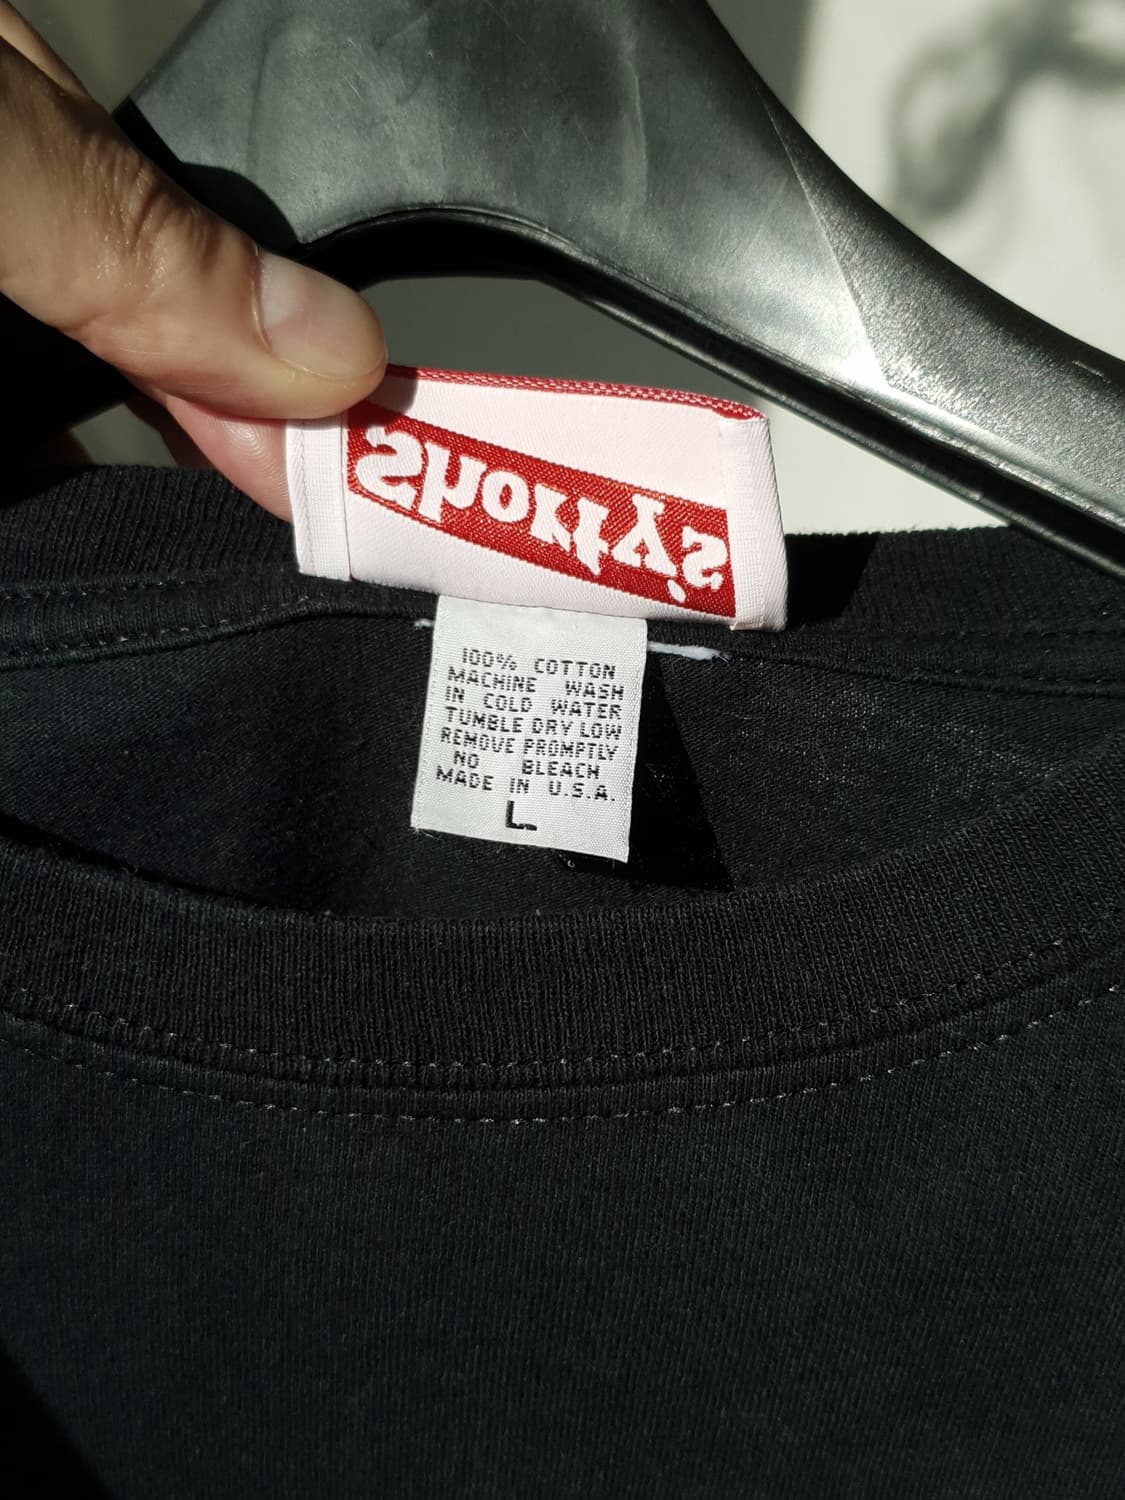 Shorty's
100% COTTON
MACHINE WASH
IN COLD WATER
TUMBLE DRY LOW
REMOVE PROMPTLY
NO BLEACH
MADE IN U.S.A.
L